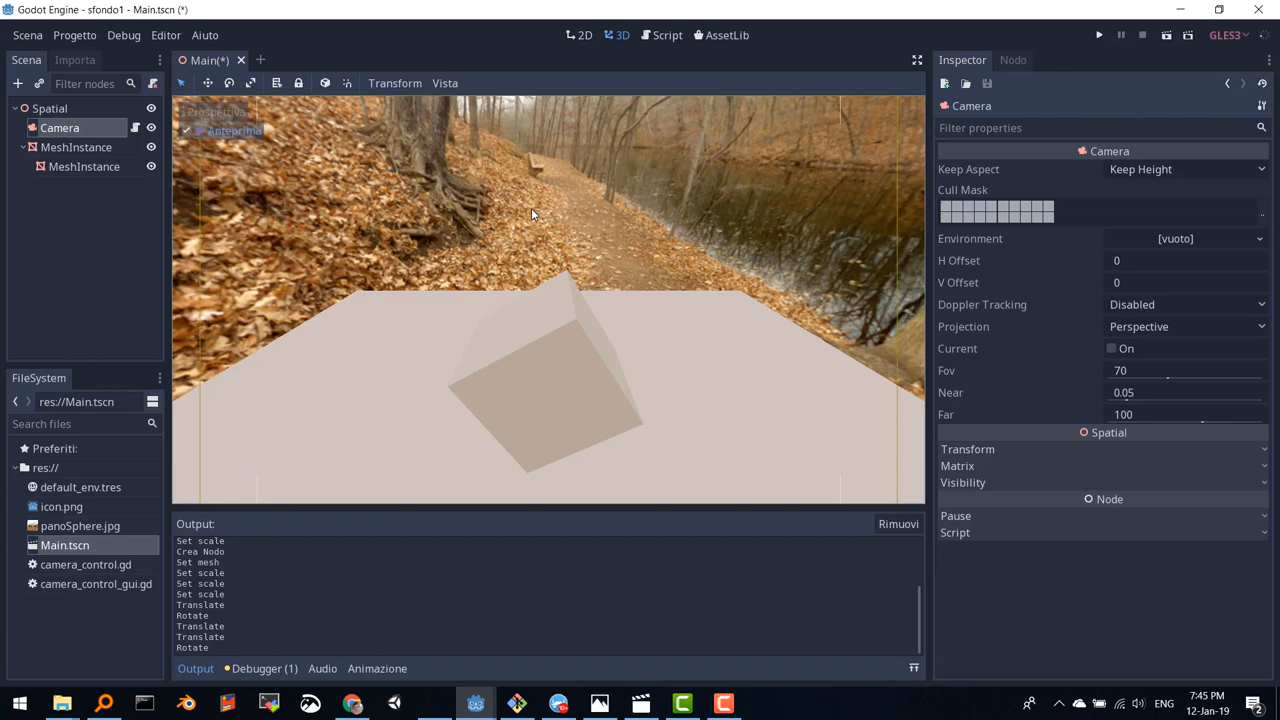 Godot Engine - sfondo1 - Main.tscn (*)
Scena Progetto Debug Editor Aiuto
2D 3D Script AssetLib
GLES3
Scena Importa
Filter nodes
Spatial
Camera
MeshInstance
MeshInstance
FileSystem
res://Main.tscn
Search files
Preferiti:
res://
default_env.tres
icon.png
panoSphere.jpg
Main.tscn
camera_control.gd
camera_control_gui.gd
Main(*)
Transform Vista
Prospettiva
Anteprima
Output:
Rimuovi
Set scale
Crea Nodo
Set mesh
Set scale
Set scale
Set scale
Translate
Rotate
Translate
Translate
Rotate
Output Debugger (1) Audio Animazione
Inspector Nodo
Camera
Filter properties
Camera
Keep Aspect Keep Height
Cull Mask
..
Environment [vuoto]
H Offset 0
V Offset 0
Doppler Tracking Disabled
Projection Perspective
Current On
Fov 70
Near 0.05
Far 100
Spatial
Transform
Matrix
Visibility
Node
Pause
Script
10+
ENG
7:45 PM
12-Jan-19
2